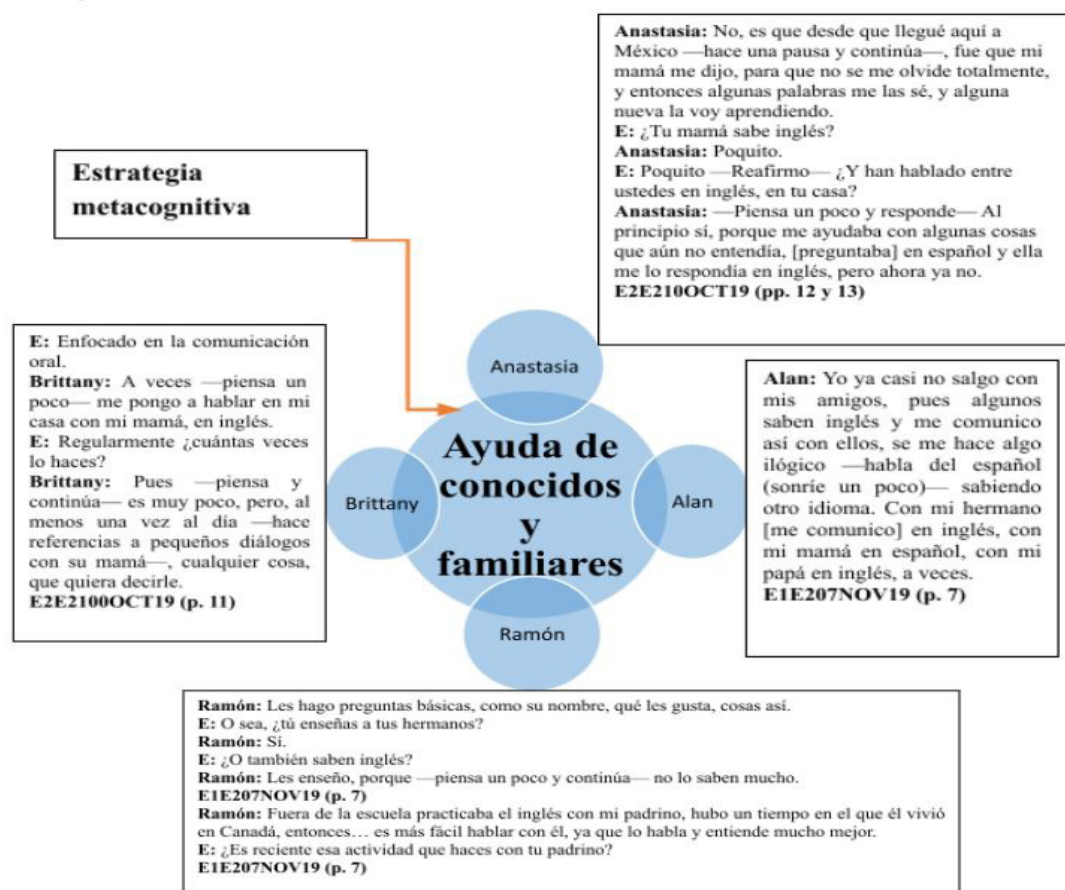 Anastasia: No, es que desde que llegué aquí a
México —hace una pausa y continúa—, fue que mi
mamá me dijo, para que no se me olvide totalmente,
y entonces algunas palabras me las sé, y alguna
nueva la voy aprendiendo.
E: ¿Tu mamá sabe inglés?
Anastasia: Poquito.
E: Poquito —Reafirmo— ¿Y han hablado entre
ustedes en inglés, en tu casa?
Anastasia: —Piensa un poco y responde— Al
principio sí, porque me ayudaba con algunas cosas
que aún no entendía, [preguntaba] en español y ella
me lo respondía en inglés, pero ahora ya no.
E2E210OCT19 (pp. 12 y 13)
Estrategia
metacognitiva
E: Enfocado en la comunicación
oral.
Brittany: A veces —piensa un
poco— me pongo a hablar en mi
casa con mi mamá, en inglés.
E: Regularmente ¿cuántas veces
lo haces?
Brittany: Pues —piensa y
continúa— es muy poco, pero, al
menos una vez al día —hace
referencias a pequeños diálogos
con su mamá—, cualquier cosa,
que quiera decirle.
E2E2100OCT19 (p. 11)
Anastasia
Brittany
Ayuda de
conocidos
y
familiares
Alan
Ramón
Alan: Yo ya casi no salgo con
mis amigos, pues algunos
saben inglés y me comunico
así con ellos, se me hace algo
ilógico —habla del español
(sonríe un poco)— sabiendo
otro idioma. Con mi hermano
[me comunico] en inglés, con
mi mamá en español, con mi
papá en inglés, a veces.
E1E207NOV19 (p. 7)
Ramón: Les hago preguntas básicas, como su nombre, qué les gusta, cosas así.
E: O sea, ¿tú enseñas a tus hermanos?
Ramón: Sí.
E: ¿O también saben inglés?
Ramón: Les enseño, porque —piensa un poco y continúa— no lo saben mucho.
E1E207NOV19 (p. 7)
Ramón: Fuera de la escuela practicaba el inglés con mi padrino, hubo un tiempo en el que él vivió
en Canadá, entonces… es más fácil hablar con él, ya que lo habla y entiende mucho mejor.
E: ¿Es reciente esa actividad que haces con tu padrino?
E1E207NOV19 (p. 7)